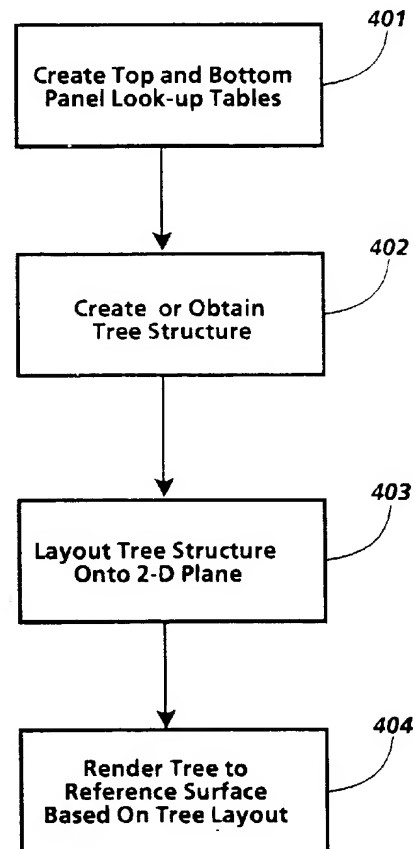 401
Create Top and Bottom
Panel Look-up Tables
402
Create or Obtain
Tree Structure
403
Layout Tree Structure
Onto 2-D Plane
404
Render Tree to
Reference Surface
Based On Tree Layout